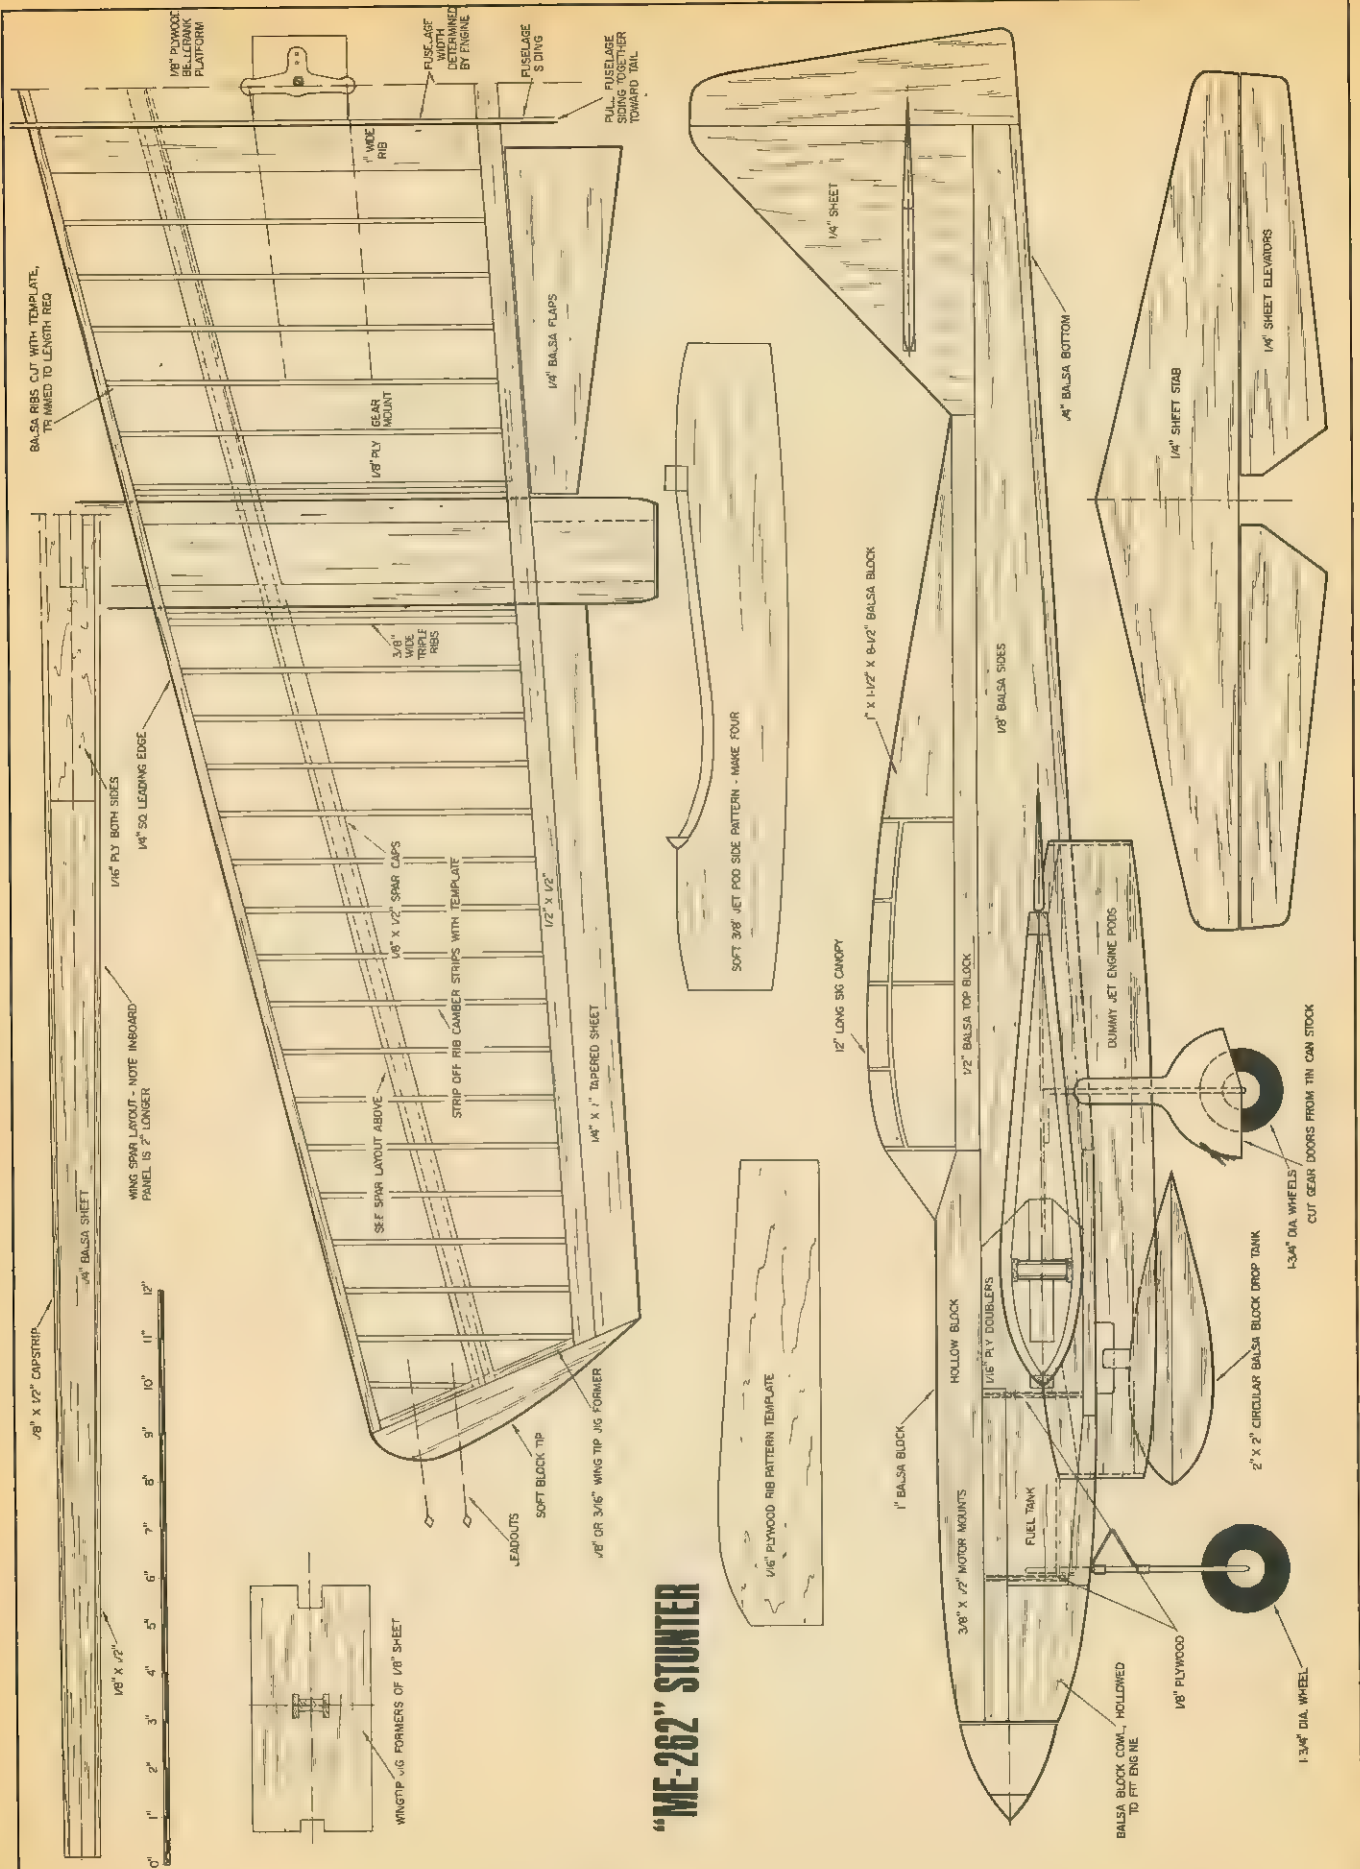 1/8" PLYWOOD
BELLCRANK
PLATFORM
FUSELAGE
WIDTH
DETERMINED
BY ENGINE
FUSELAGE
SIDING
PULL FUSELAGE
SIDING TOGETHER
TOWARD TAIL
1" WIDE
RIB
BALSA RIBS CUT WITH TEMPLATE,
TRIMMED TO LENGTH REQ
1/4" BALSA FLAPS
1/8" PLY GEAR
MOUNT
3/8"
WIDE
TRIPLE
RIBS
1/16" PLY BOTH SIDES
1/4" SQ. LEADING EDGE
1/8" X 1/2" SPAR CAPS
STRIP OFF RIB CAMBER STRIPS WITH TEMPLATE
SEE SPAR LAYOUT ABOVE
1/2" X 1/2"
1/4" X 1" TAPERED SHEET
WING SPAR LAYOUT - NOTE INBOARD
PANEL IS 2" LONGER
1/4" BALSA SHEET
1/8" X 1/2" CAPSTRIP
1/8" X 1/2"
0" 1" 2" 3" 4" 5" 6" 7" 8" 9" 10" 11" 12"
LEADOUTS
SOFT BLOCK TIP
1/8" OR 3/16" WING TIP JIG FORMER
WINGTIP JIG FORMERS OF 1/8" SHEET
"ME-262" STUNTER
1/16" PLYWOOD RIB PATTERN TEMPLATE
SOFT 3/8" JET POD SIDE PATTERN - MAKE FOUR
1/4" SHEET
1/4" BALSA BOTTOM
1" X 1-1/2" X 8-1/2" BALSA BLOCK
1/8" BALSA SIDES
12" LONG SIG CANOPY
1/2" BALSA TOP BLOCK
DUMMY JET ENGINE PODS
1" BALSA BLOCK
HOLLOW BLOCK
1/16" PLY DOUBLERS
3/8" X 1/2" MOTOR MOUNTS
FUEL TANK
1/8" PLYWOOD
BALSA BLOCK COWL, HOLLOWED
TO FIT ENGINE
1-3/4" DIA. WHEEL
2" X 2" CIRCULAR BALSA BLOCK DROP TANK
1-3/4" DIA. WHEELS
CUT GEAR DOORS FROM TIN CAN STOCK
1/4" SHEET STAB
1/4" SHEET ELEVATORS